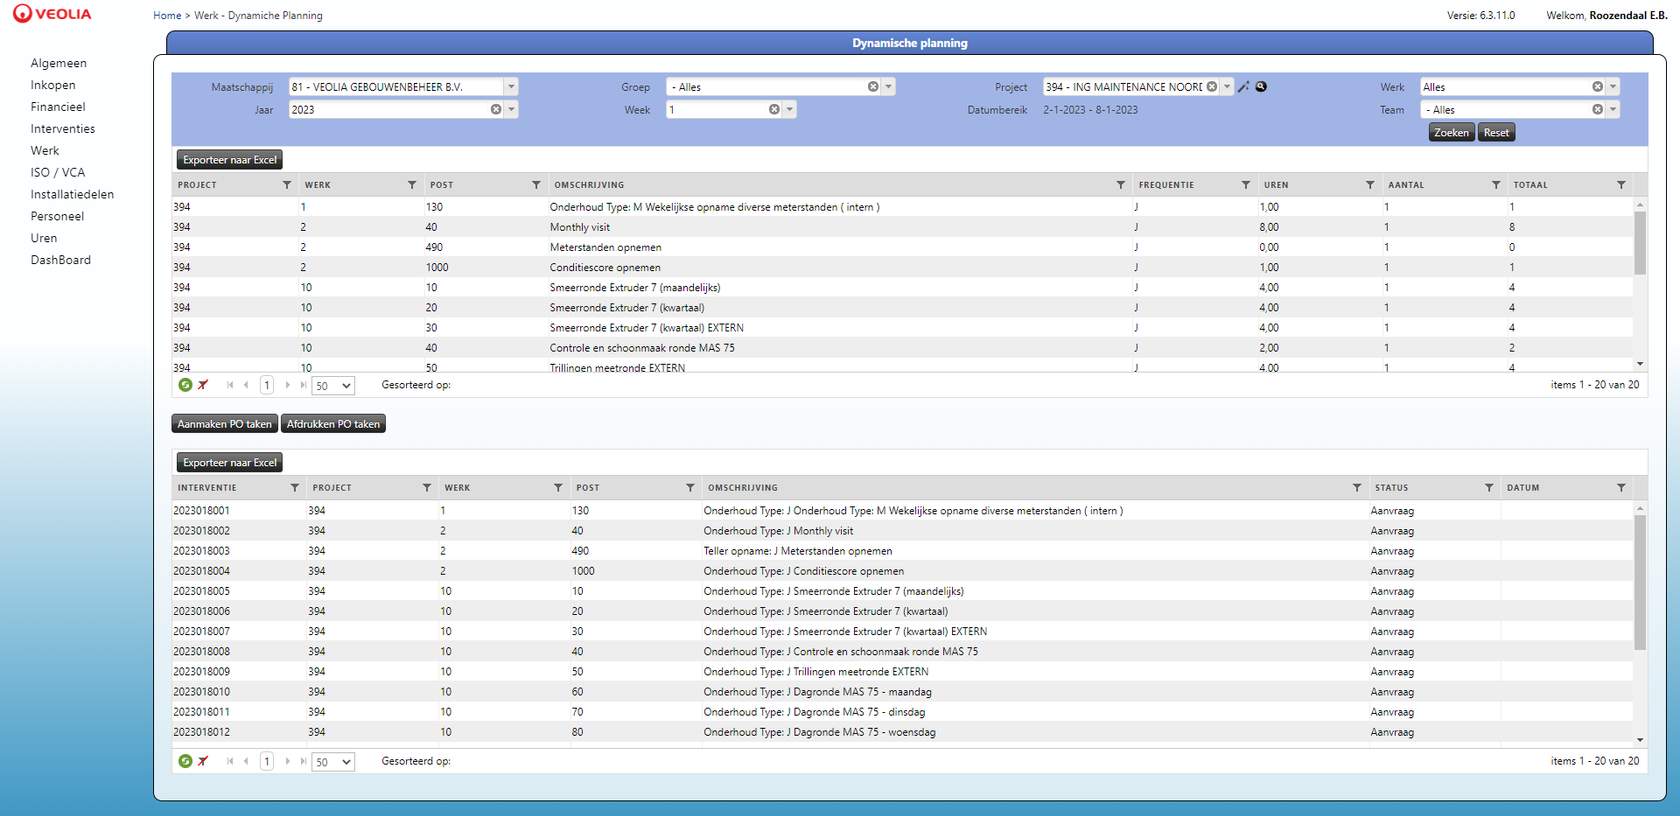 VEOLIA
Home > Werk - Dynamiche Planning
Versie: 6.3.11.0 Welkom, Roozendaal E.B.
Dynamische planning
Algemeen
Inkopen
Financieel
Interventies
Werk
ISO / VCA
Installatiedelen
Personeel
Uren
DashBoard
Maatschappij 81 - VEOLIA GEBOUWENBEHEER B.V. Groep - Alles Project 394 - ING MAINTENANCE NOORD Werk Alles
Jaar 2023 Week 1 Datumbereik 2-1-2023 - 8-1-2023 Team - Alles
Zoeken Reset
Exporteer naar Excel
PROJECT WERK POST OMSCHRIJVING FREQUENTIE UREN AANTAL TOTAAL
394 1 130 Onderhoud Type: M Wekelijkse opname diverse meterstanden ( intern ) J 1,00 1 1
394 2 40 Monthly visit J 8,00 1 8
394 2 490 Meterstanden opnemen J 0,00 1 0
394 2 1000 Conditiescore opnemen J 1,00 1 1
394 10 10 Smeerronde Extruder 7 (maandelijks) J 4,00 1 4
394 10 20 Smeerronde Extruder 7 (kwartaal) J 4,00 1 4
394 10 30 Smeerronde Extruder 7 (kwartaal) EXTERN J 4,00 1 4
394 10 40 Controle en schoonmaak ronde MAS 75 J 2,00 1 2
394 10 50 Trillingen meetronde EXTERN J 4,00 1 4
1 50 Gesorteerd op: items 1 - 20 van 20
Aanmaken PO taken Afdrukken PO taken
Exporteer naar Excel
INTERVENTIE PROJECT WERK POST OMSCHRIJVING STATUS DATUM
2023018001 394 1 130 Onderhoud Type: J Onderhoud Type: M Wekelijkse opname diverse meterstanden ( intern ) Aanvraag
2023018002 394 2 40 Onderhoud Type: J Monthly visit Aanvraag
2023018003 394 2 490 Teller opname: J Meterstanden opnemen Aanvraag
2023018004 394 2 1000 Onderhoud Type: J Conditiescore opnemen Aanvraag
2023018005 394 10 10 Onderhoud Type: J Smeerronde Extruder 7 (maandelijks) Aanvraag
2023018006 394 10 20 Onderhoud Type: J Smeerronde Extruder 7 (kwartaal) Aanvraag
2023018007 394 10 30 Onderhoud Type: J Smeerronde Extruder 7 (kwartaal) EXTERN Aanvraag
2023018008 394 10 40 Onderhoud Type: J Controle en schoonmaak ronde MAS 75 Aanvraag
2023018009 394 10 50 Onderhoud Type: J Trillingen meetronde EXTERN Aanvraag
2023018010 394 10 60 Onderhoud Type: J Dagronde MAS 75 - maandag Aanvraag
2023018011 394 10 70 Onderhoud Type: J Dagronde MAS 75 - dinsdag Aanvraag
2023018012 394 10 80 Onderhoud Type: J Dagronde MAS 75 - woensdag Aanvraag
1 50 Gesorteerd op: items 1 - 20 van 20